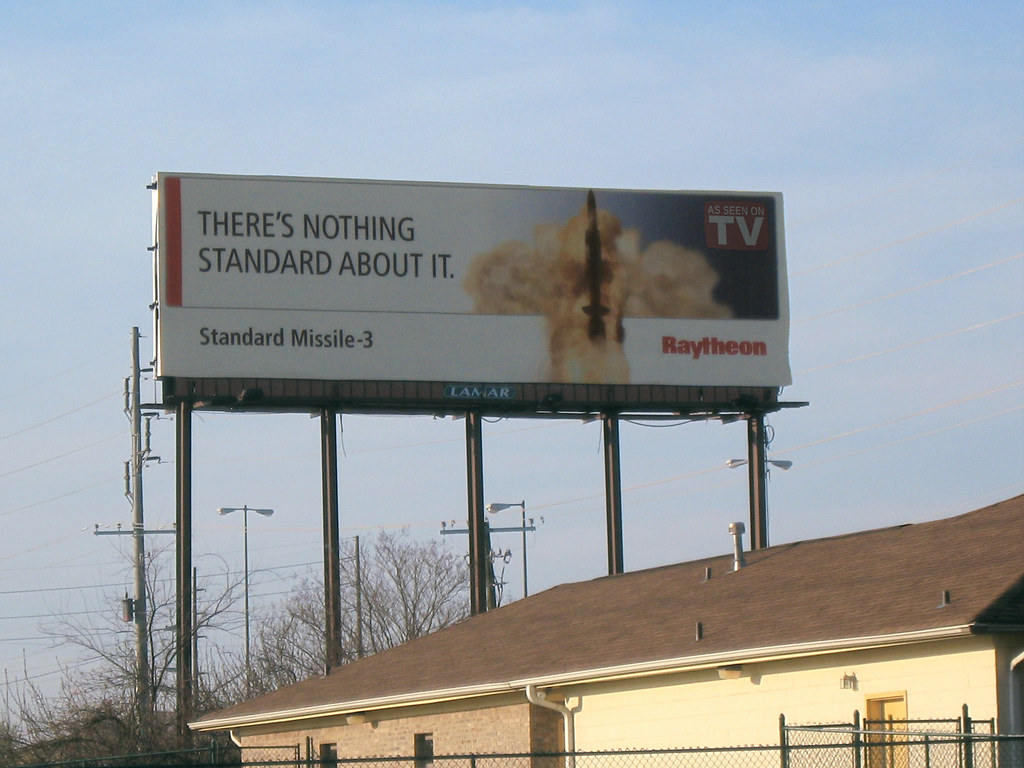 THERE'S NOTHING
STANDARD ABOUT IT.
Standard Missile-3
AS SEEN ON
TV
Raytheon
LAMAR